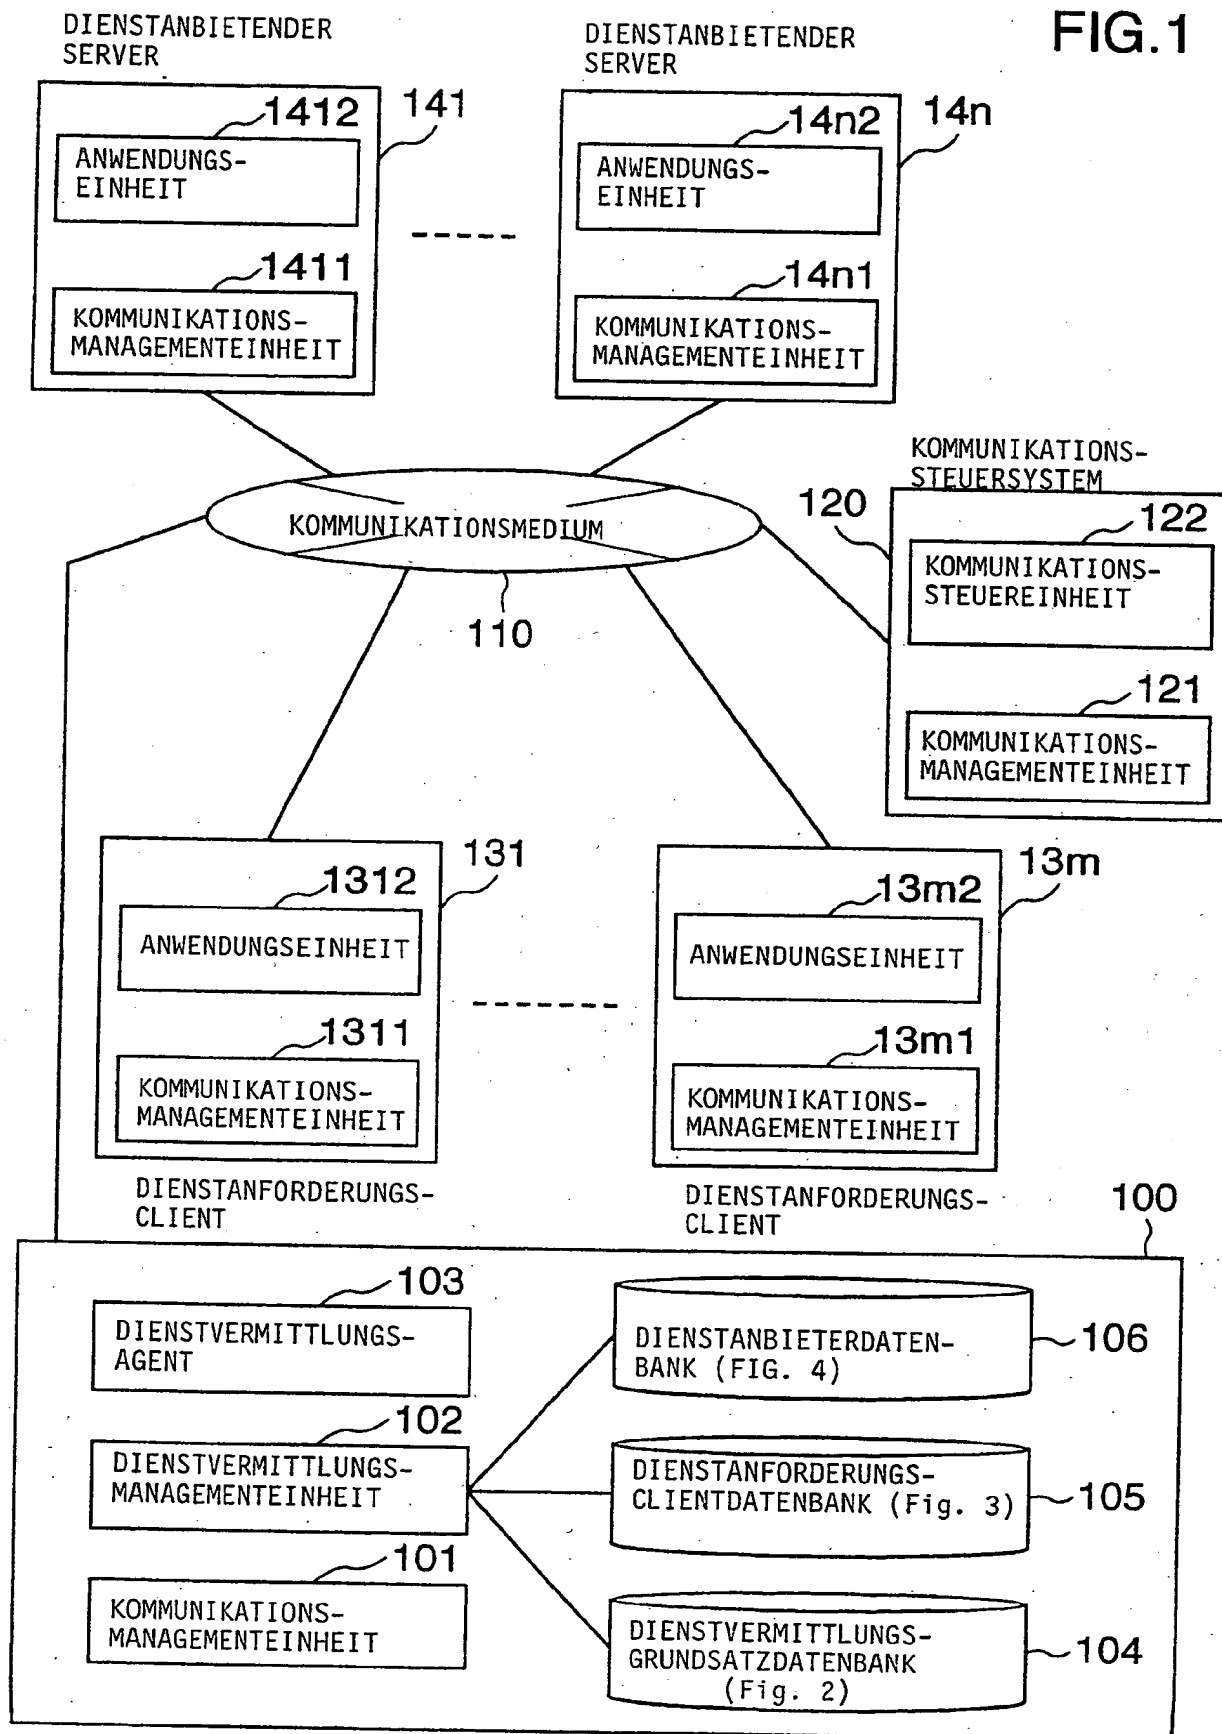 FIG.1
DIENSTANBIETENDER
SERVER
141
1412
ANWENDUNGS-
EINHEIT
1411
KOMMUNIKATIONS-
MANAGEMENTEINHEIT
DIENSTANBIETENDER
SERVER
14n
14n2
ANWENDUNGS-
EINHEIT
14n1
KOMMUNIKATIONS-
MANAGEMENTEINHEIT
KOMMUNIKATIONSMEDIUM
110
KOMMUNIKATIONS-
STEUERSYSTEM
120
122
KOMMUNIKATIONS-
STEUEREINHEIT
121
KOMMUNIKATIONS-
MANAGEMENTEINHEIT
131
1312
ANWENDUNGSEINHEIT
1311
KOMMUNIKATIONS-
MANAGEMENTEINHEIT
DIENSTANFORDERUNGS-
CLIENT
13m
13m2
ANWENDUNGSEINHEIT
13m1
KOMMUNIKATIONS-
MANAGEMENTEINHEIT
DIENSTANFORDERUNGS-
CLIENT
100
103
DIENSTVERMITTLUNGS-
AGENT
102
DIENSTVERMITTLUNGS-
MANAGEMENTEINHEIT
101
KOMMUNIKATIONS-
MANAGEMENTEINHEIT
DIENSTANBIETERDATEN-
BANK (FIG. 4)
106
DIENSTANFORDERUNGS-
CLIENTDATENBANK (Fig. 3)
105
DIENSTVERMITTLUNGS-
GRUNDSATZDATENBANK
(Fig. 2)
104